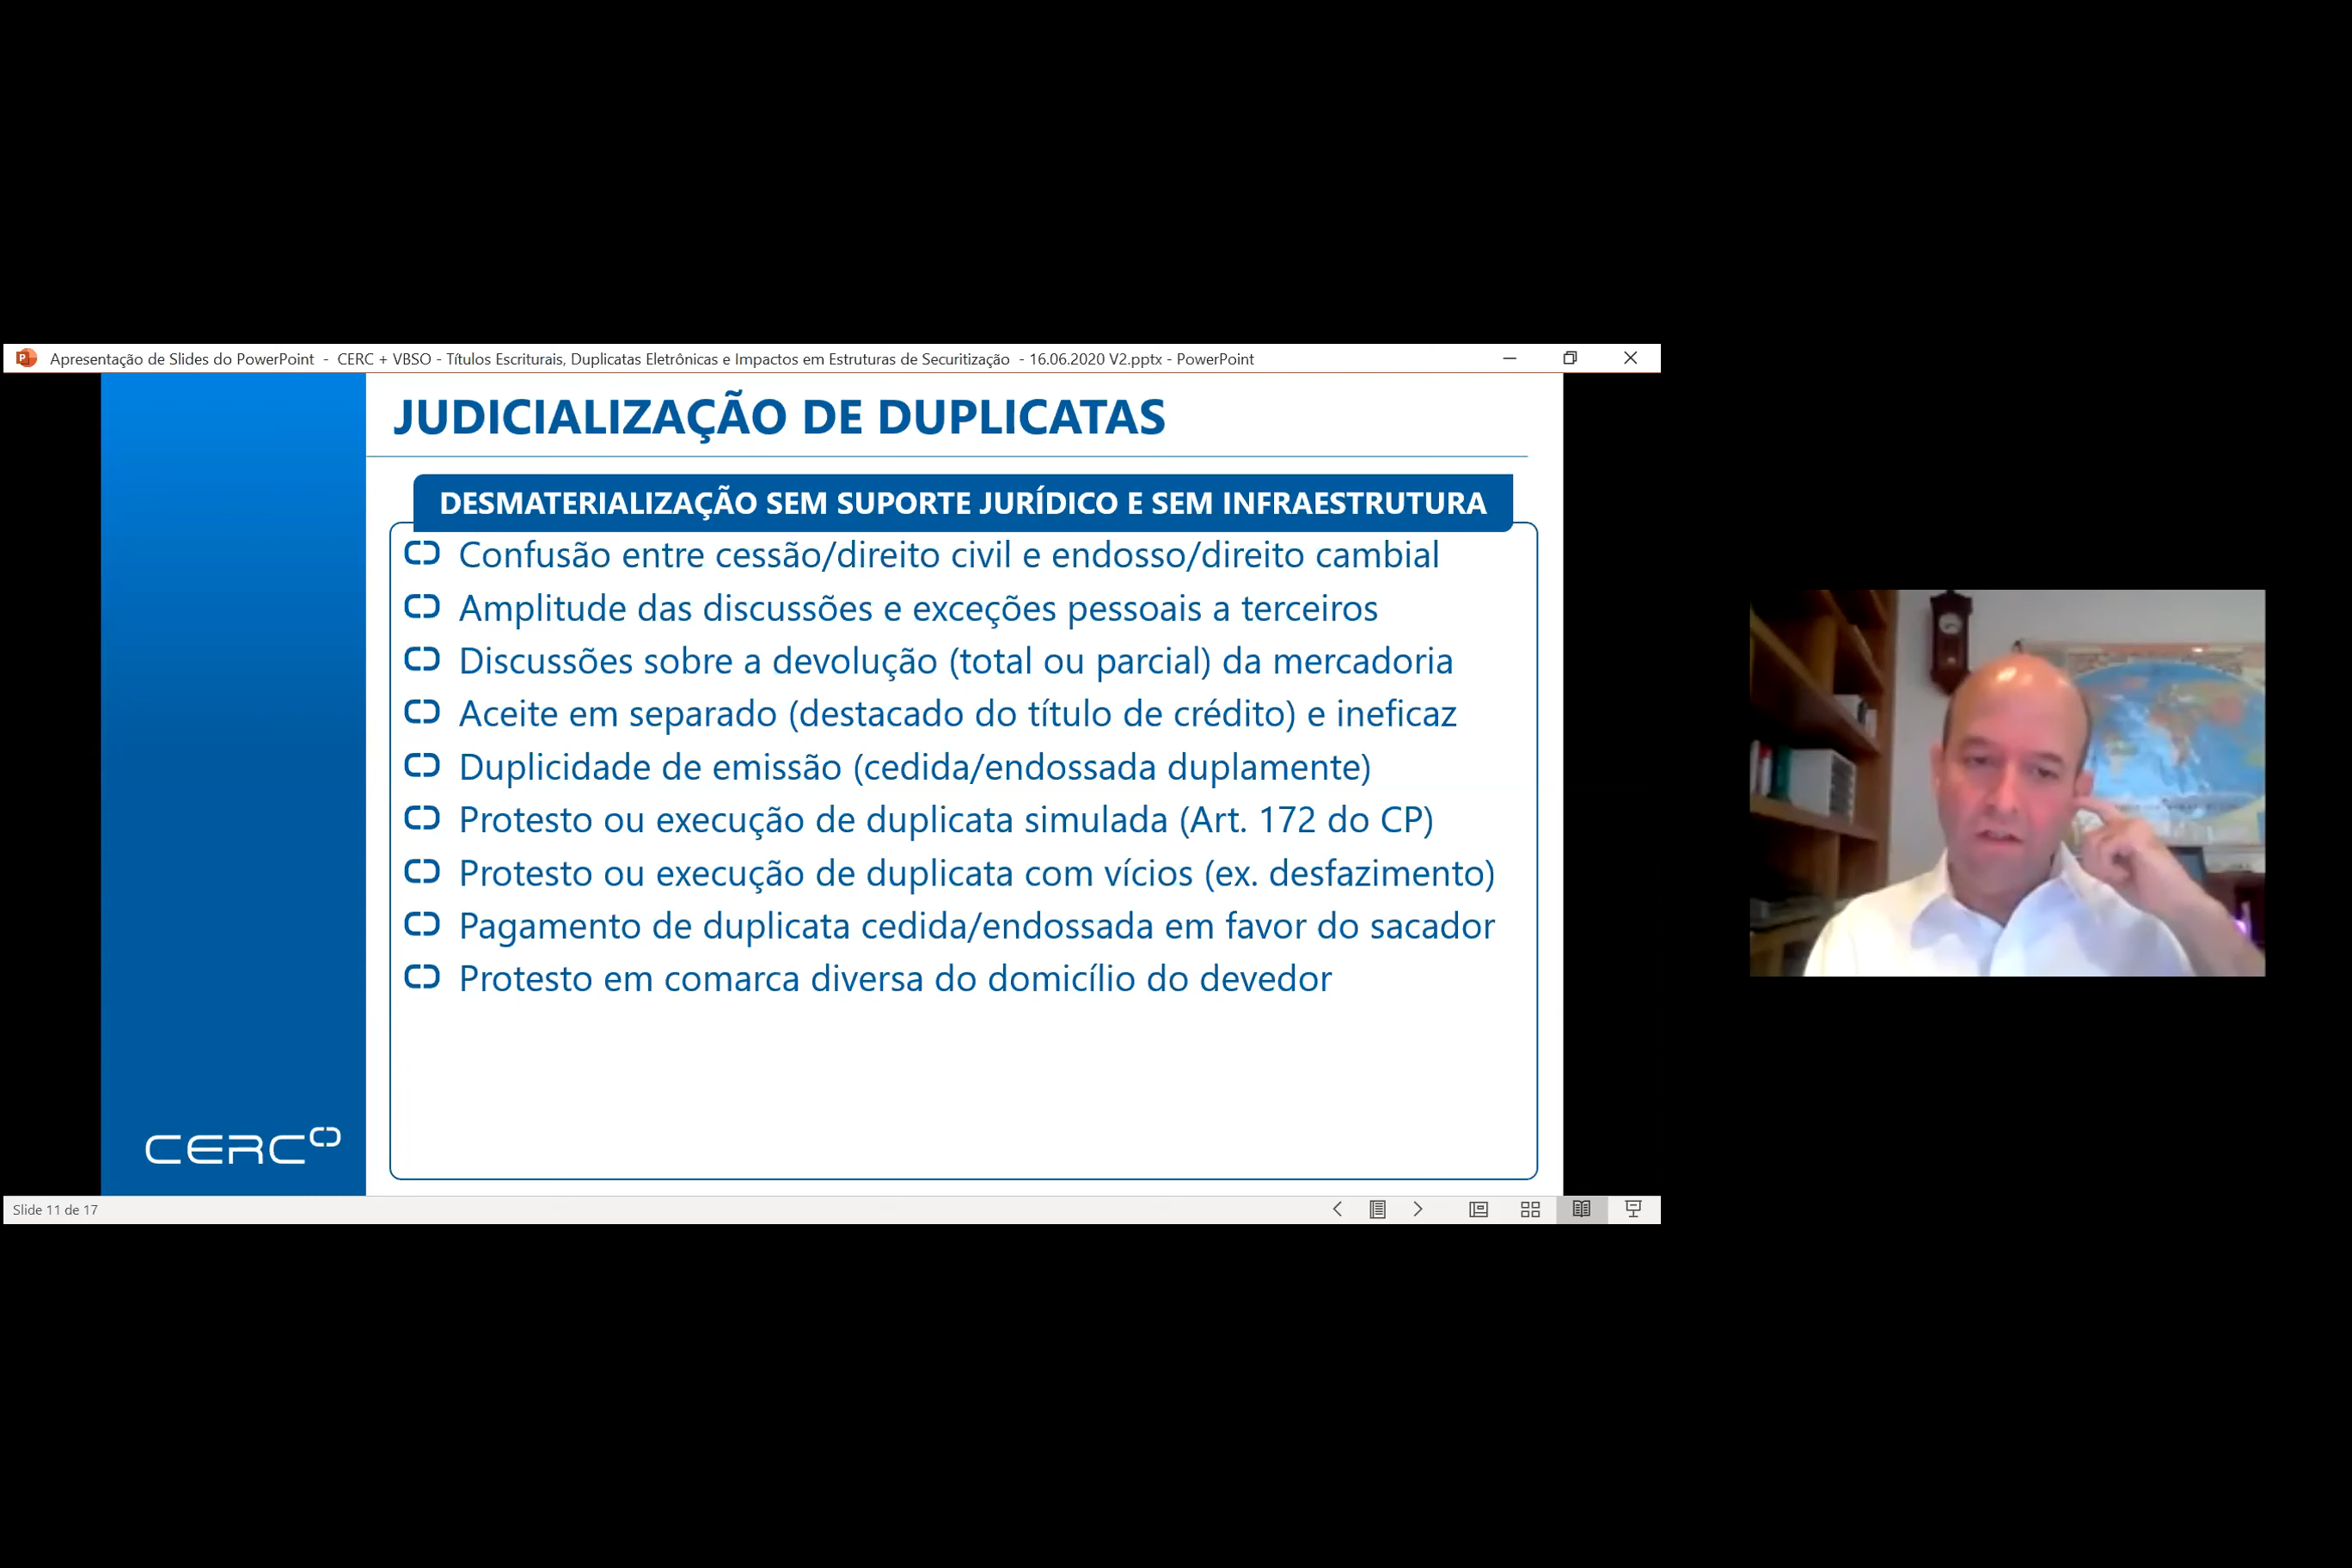 Apresentação de Slides do PowerPoint - CERC + VBSO - Títulos Escriturais, Duplicatas Eletrônicas e Impactos em Estruturas de Securitização - 16.06.2020 V2.pptx - PowerPoint
JUDICIALIZAÇÃO DE DUPLICATAS
DESMATERIALIZAÇÃO SEM SUPORTE JURÍDICO E SEM INFRAESTRUTURA
Confusão entre cessão/direito civil e endosso/direito cambial
Amplitude das discussões e exceções pessoais a terceiros
Discussões sobre a devolução (total ou parcial) da mercadoria
Aceite em separado (destacado do título de crédito) e ineficaz
Duplicidade de emissão (cedida/endossada duplamente)
Protesto ou execução de duplicata simulada (Art. 172 do CP)
Protesto ou execução de duplicata com vícios (ex. desfazimento)
Pagamento de duplicata cedida/endossada em favor do sacador
Protesto em comarca diversa do domicílio do devedor
CERC
Slide 11 de 17